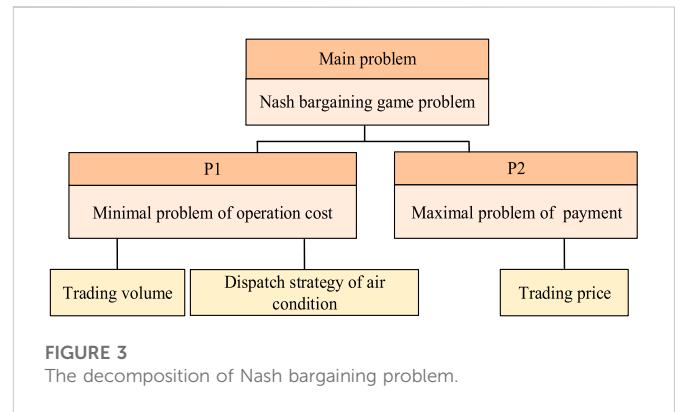 Main problem
Nash bargaining game problem
P1
P2
Minimal problem of operation cost
Maximal problem of payment
Trading volume
Dispatch strategy of air
condition
Trading price
FIGURE 3
The decomposition of Nash bargaining problem.